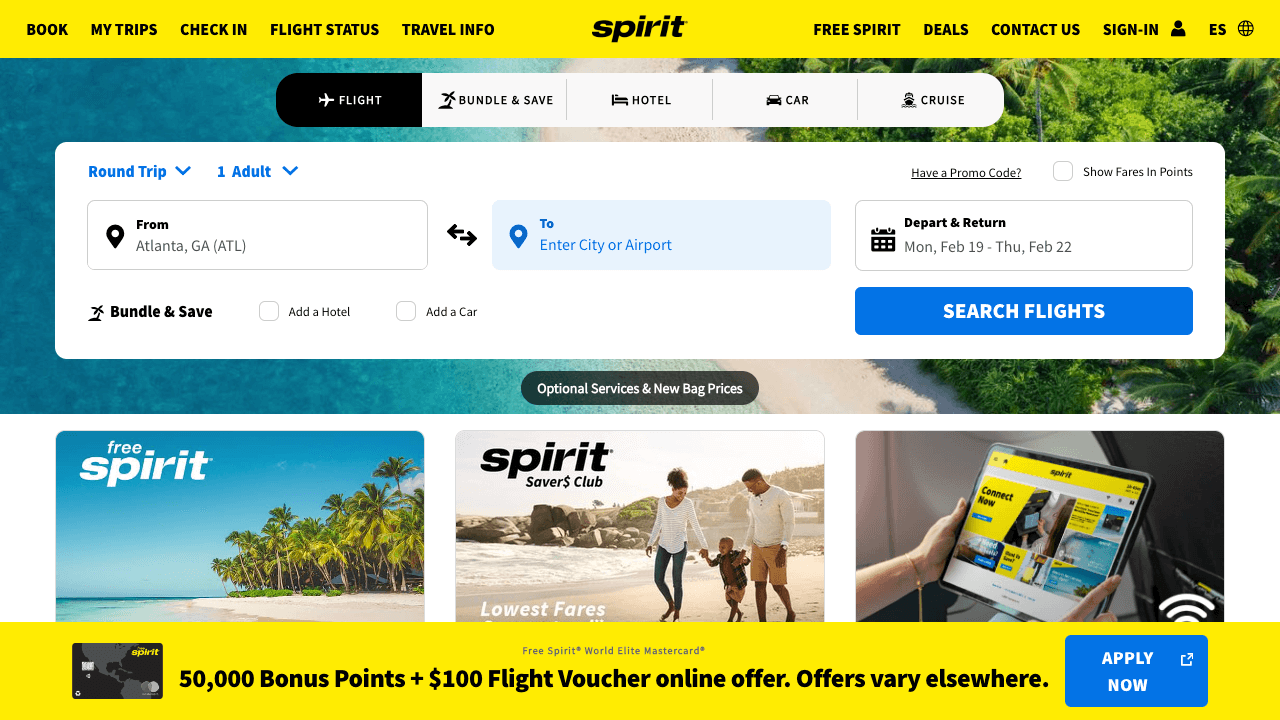 BOOK MY TRIPS CHECK IN FLIGHT STATUS TRAVEL INFO spirit FREE SPIRIT DEALS CONTACT US SIGN-IN ES
FLIGHT BUNDLE & SAVE HOTEL CAR CRUISE
Round Trip 1 Adult Have a Promo Code? Show Fares In Points
From
Atlanta, GA (ATL)
To
Enter City or Airport
Depart & Return
Mon, Feb 19 - Thu, Feb 22
Bundle & Save Add a Hotel Add a Car SEARCH FLIGHTS
Optional Services & New Bag Prices
free
spirit
spirit
Saver$ Club
Lowest Fares
spirit
Connect
Now
Free Spirit® World Elite Mastercard®
spirit
50,000 Bonus Points + $100 Flight Voucher online offer. Offers vary elsewhere.
APPLY
NOW